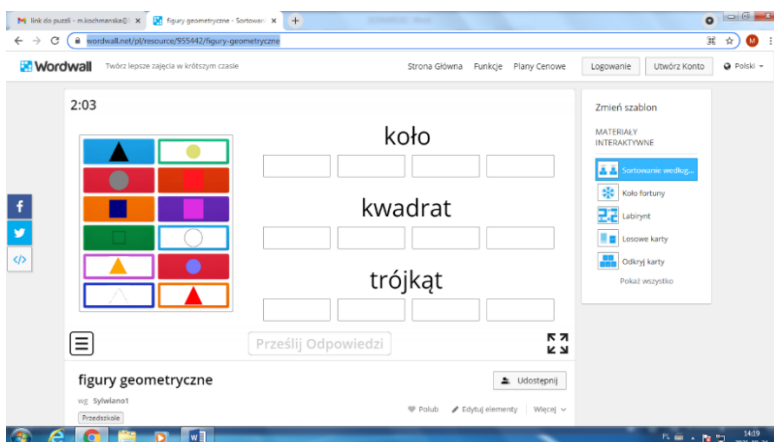 link do puzzli - m.kochmanska@
figury geometryczne - Sortowan
wordwall.net/pl/resource/955442/figury-geometryczne
M
Wordwall
Twórz lepsze zajęcia w krótszym czasie
Strona Główna
Funkcje
Plany Cenowe
Logowanie
Utwórz Konto
Polski
2:03
koło
kwadrat
trójkąt
Prześlij Odpowiedzi
Zmień szablon
MATERIAŁY
INTERAKTYWNE
Sortowanie według...
Koło fortuny
Labirynt
Losowe karty
Odkryj karty
Pokaż wszystko
figury geometryczne
wg Sylwiano1
Przedszkole
Udostępnij
Polub
Edytuj elementy
Więcej
14:19